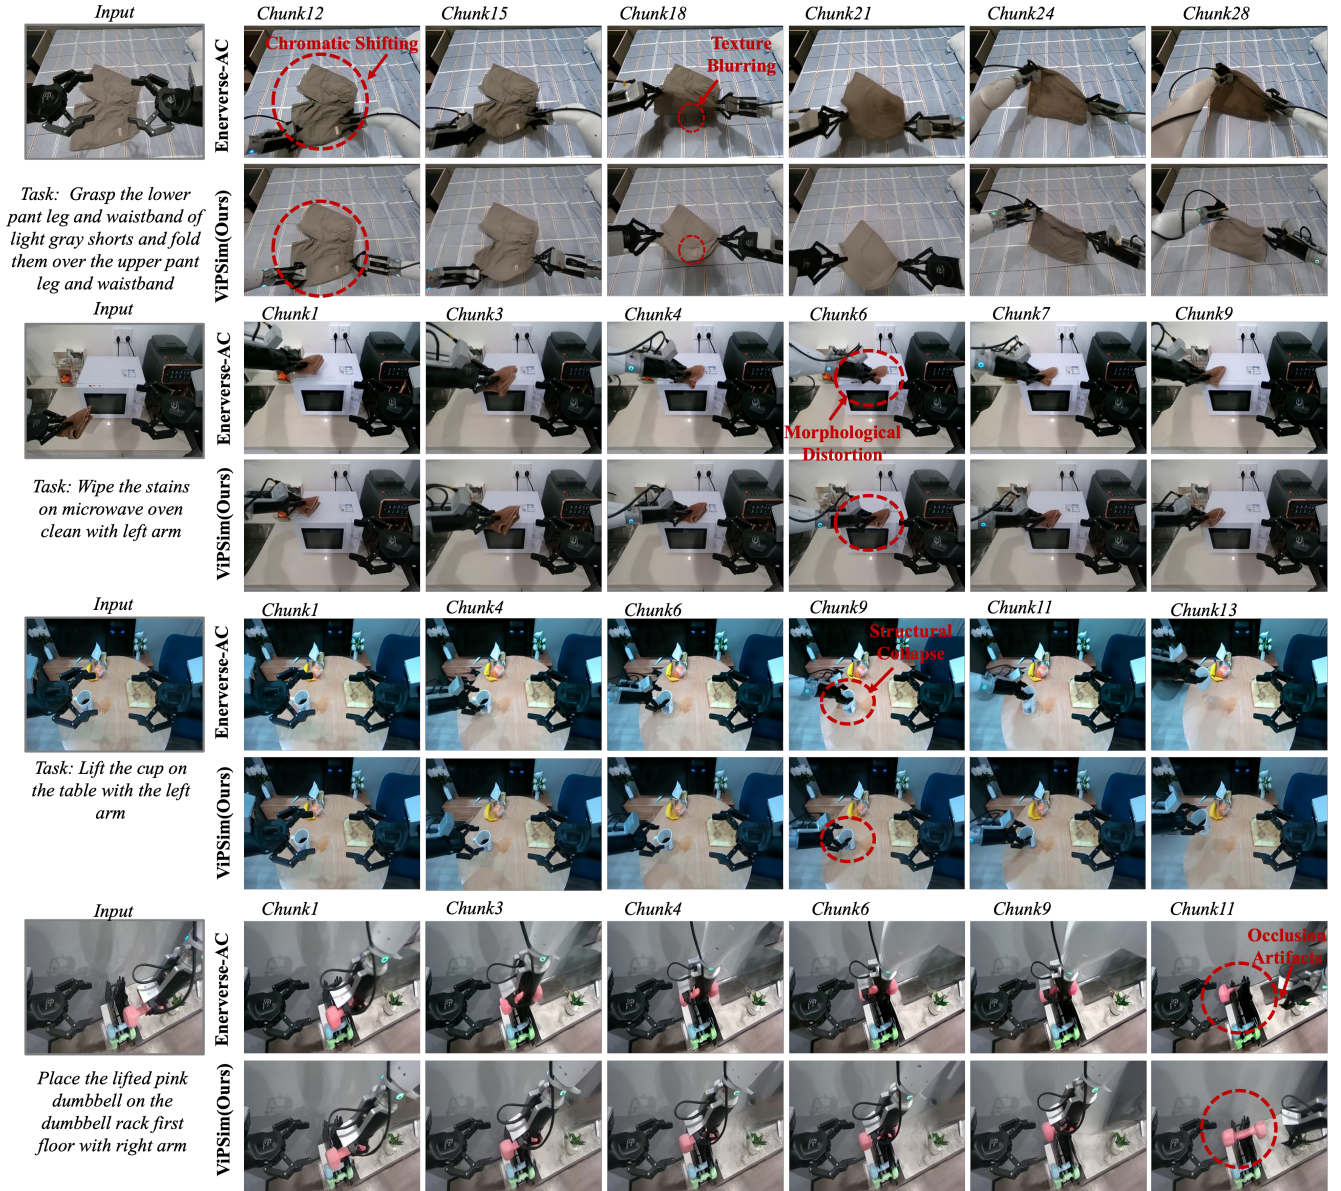 Input
Chunk12
Chunk15
Chunk18
Chunk21
Chunk24
Chunk28
Enerverse-AC
Chromatic Shifting
Texture
Blurring
Task: Grasp the lower
pant leg and waistband of
light gray shorts and fold
them over the upper pant
leg and waistband
ViPSim(Ours)
Input
Chunk1
Chunk3
Chunk4
Chunk6
Chunk7
Chunk9
Enerverse-AC
Morphological
Distortion
Task: Wipe the stains
on microwave oven
clean with left arm
ViPSim(Ours)
Input
Chunk1
Chunk4
Chunk6
Chunk9
Chunk11
Chunk13
Enerverse-AC
Structural
Collapse
Task: Lift the cup on
the table with the left
arm
ViPSim(Ours)
Input
Chunk1
Chunk3
Chunk4
Chunk6
Chunk9
Chunk11
Enerverse-AC
Occlusion
Artifacts
Place the lifted pink
dumbbell on the
dumbbell rack first
floor with right arm
ViPSim(Ours)